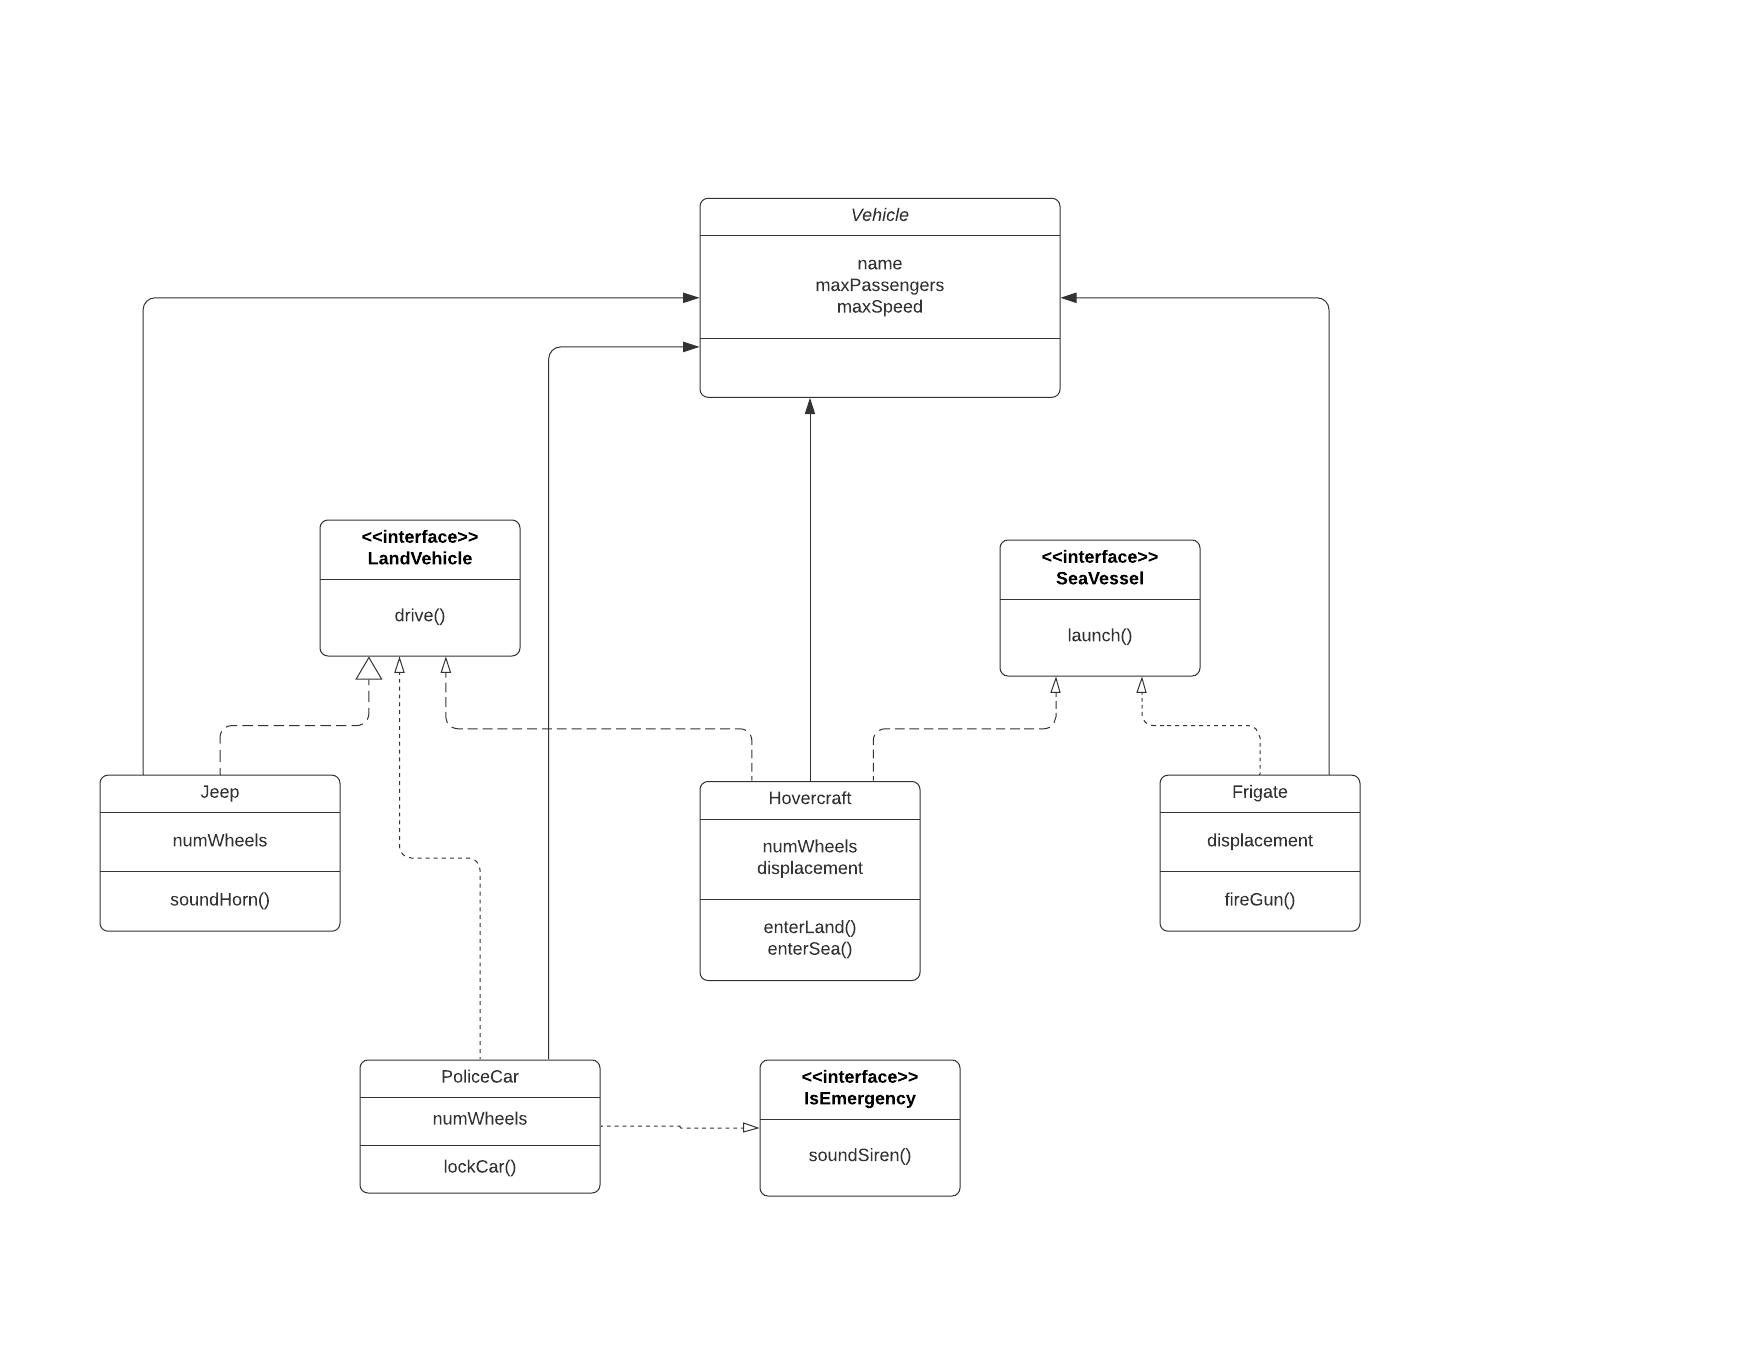 Vehicle
name
maxPassengers
maxSpeed
<<interface>>
LandVehicle
drive()
<<interface>>
SeaVessel
launch()
Jeep
numWheels
soundHorn()
Hovercraft
numWheels
displacement
enterLand()
enterSea()
Frigate
displacement
fireGun()
PoliceCar
numWheels
lockCar()
<<interface>>
IsEmergency
soundSiren()